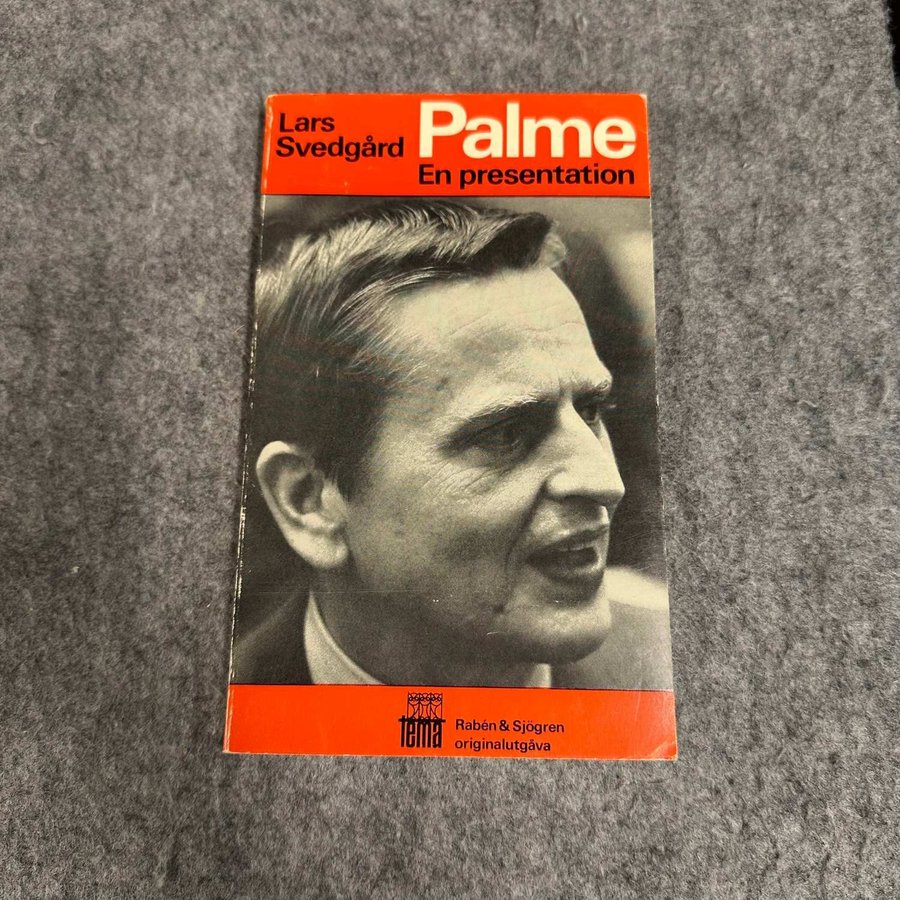 Lars
Svedgård
Palme
En presentation
tema
Rabén & Sjögren
originalutgåva